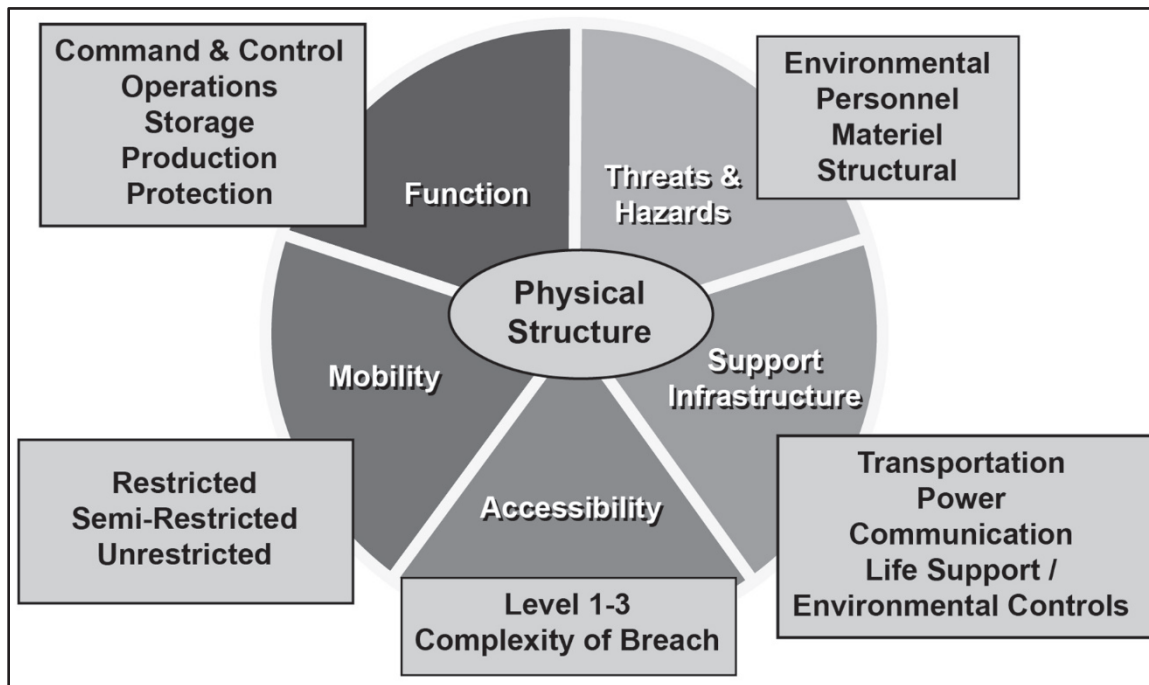 Command & Control
Operations
Storage
Production
Protection
Environmental
Personnel
Materiel
Structural
Function
Threats &
Hazards
Physical
Structure
Mobility
Support
Infrastructure
Accessibility
Restricted
Semi-Restricted
Unrestricted
Level 1-3
Complexity of Breach
Transportation
Power
Communication
Life Support /
Environmental Controls